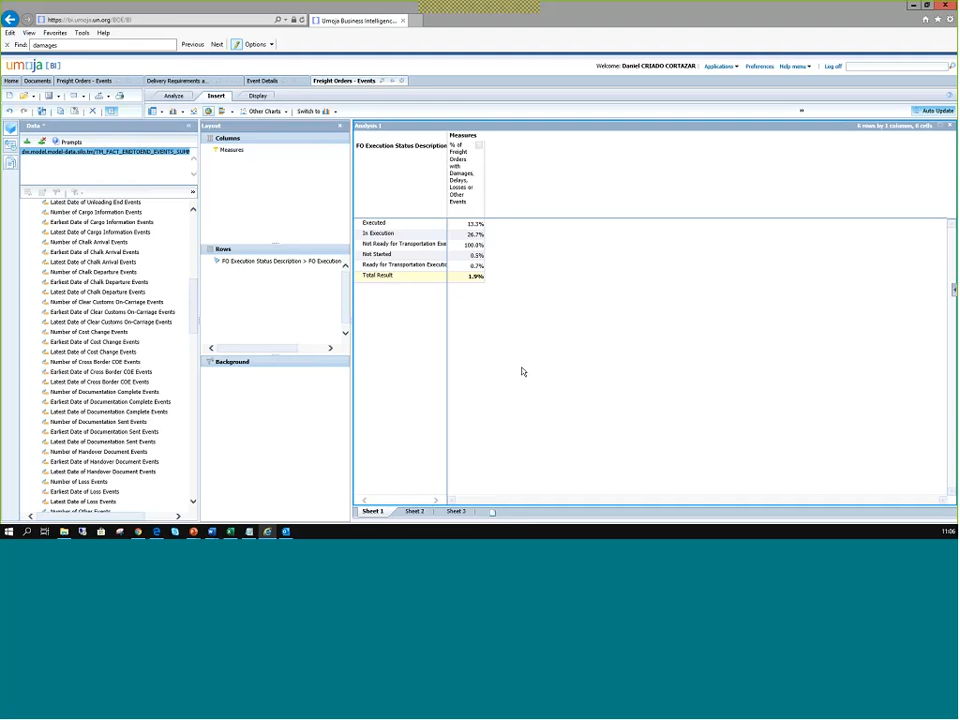 https://bi.umoja.un.org/BOE/BI
Umoja Business Intelligenc...
File Edit View Favorites Tools Help
Find: damages
Previous Next Options
umoja [BI]
Welcome: Daniel CRIADO CORTAZAR Applications Preferences Help menu Log off
Home Documents Freight Orders - Events Delivery Requirements a... Event Details Freight Orders - Events
Analyze Insert Display
Other Charts Switch to » Auto Update
Data
Prompts
Latest Date of Unloading End Events
Number of Cargo Information Events
Earliest Date of Cargo Information Events
Latest Date of Cargo Information Events
Number of Chalk Arrival Events
Earliest Date of Chalk Arrival Events
Latest Date of Chalk Arrival Events
Number of Chalk Departure Events
Earliest Date of Chalk Departure Events
Latest Date of Chalk Departure Events
Number of Clear Customs On-Carriage Events
Earliest Date of Clear Customs On-Carriage Events
Latest Date of Clear Customs On-Carriage Events
Number of Cost Change Events
Earliest Date of Cost Change Events
Latest Date of Cost Change Events
Number of Cross Border COE Events
Earliest Date of Cross Border COE Events
Latest Date of Cross Border COE Events
Number of Documentation Complete Events
Earliest Date of Documentation Complete Events
Latest Date of Documentation Complete Events
Number of Documentation Sent Events
Earliest Date of Documentation Sent Events
Latest Date of Documentation Sent Events
Number of Handover Document Events
Earliest Date of Handover Document Events
Latest Date of Handover Document Events
Number of Loss Events
Earliest Date of Loss Events
Latest Date of Loss Events
Layout
Columns
Measures
Rows
FO Execution Status Description > FO Execution
Background
Analysis 1 6 rows by 1 columns, 6 cells
Measures
FO Execution Status Description
% of
Freight
Orders
with
Damages,
Delays,
Losses or
Other
Events
Executed 13.3%
In Execution 26.7%
Not Ready for Transportation Exe 100.0%
Not Started 0.5%
Ready for Transportation Executio 0.7%
Total Result 1.9%
Sheet 1 Sheet 2 Sheet 3
11:06